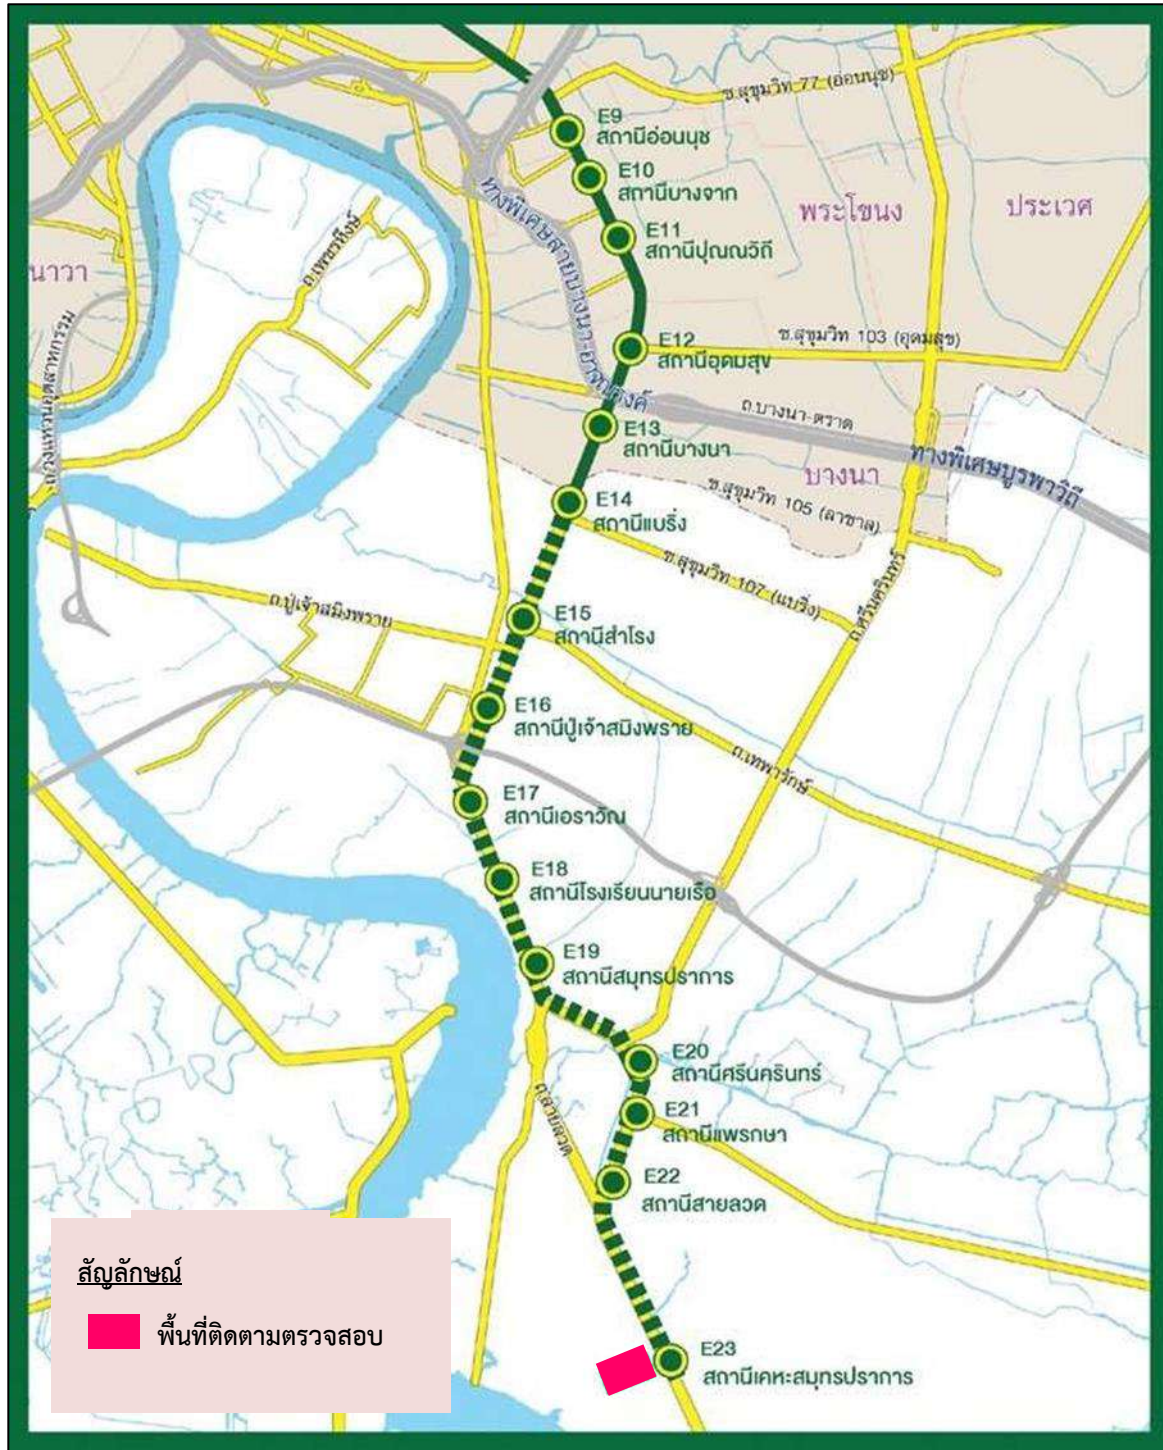 ซ.สุขุมวิท 77 (อ่อนนุช)
E9
สถานีอ่อนนุช
E10
สถานีบางจาก
E11
สถานีปุณณวิถี
พระโขนง
ประเวศ
นาวา
ถ.เพชรหึงษ์
ทางพิเศษสายบางนา-อาจณรงค์
ถ.วงแหวนอุตสาหกรรม
E12
สถานีอุดมสุข
ซ.สุขุมวิท 103 (อุดมสุข)
E13
สถานีบางนา
ถ.บางนา-ตราด
ทางพิเศษบูรพาวิถี
บางนา
E14
สถานีแบริ่ง
ซ.สุขุมวิท 105 (ลาซาล)
ซ.สุขุมวิท 107 (แบริ่ง)
ถ.ศรีนครินทร์
ถ.ปู่เจ้าสมิงพราย
E15
สถานีสำโรง
E16
สถานีปู่เจ้าสมิงพราย
ถ.เทพารักษ์
E17
สถานีเอราวัณ
E18
สถานีโรงเรียนนายเรือ
E19
สถานีสมุทรปราการ
E20
สถานีศรีนครินทร์
E21
สถานีแพรกษา
ถ.สายลวด
E22
สถานีสายลวด
E23
สถานีเคหะสมุทรปราการ
สัญลักษณ์
พื้นที่ติดตามตรวจสอบ